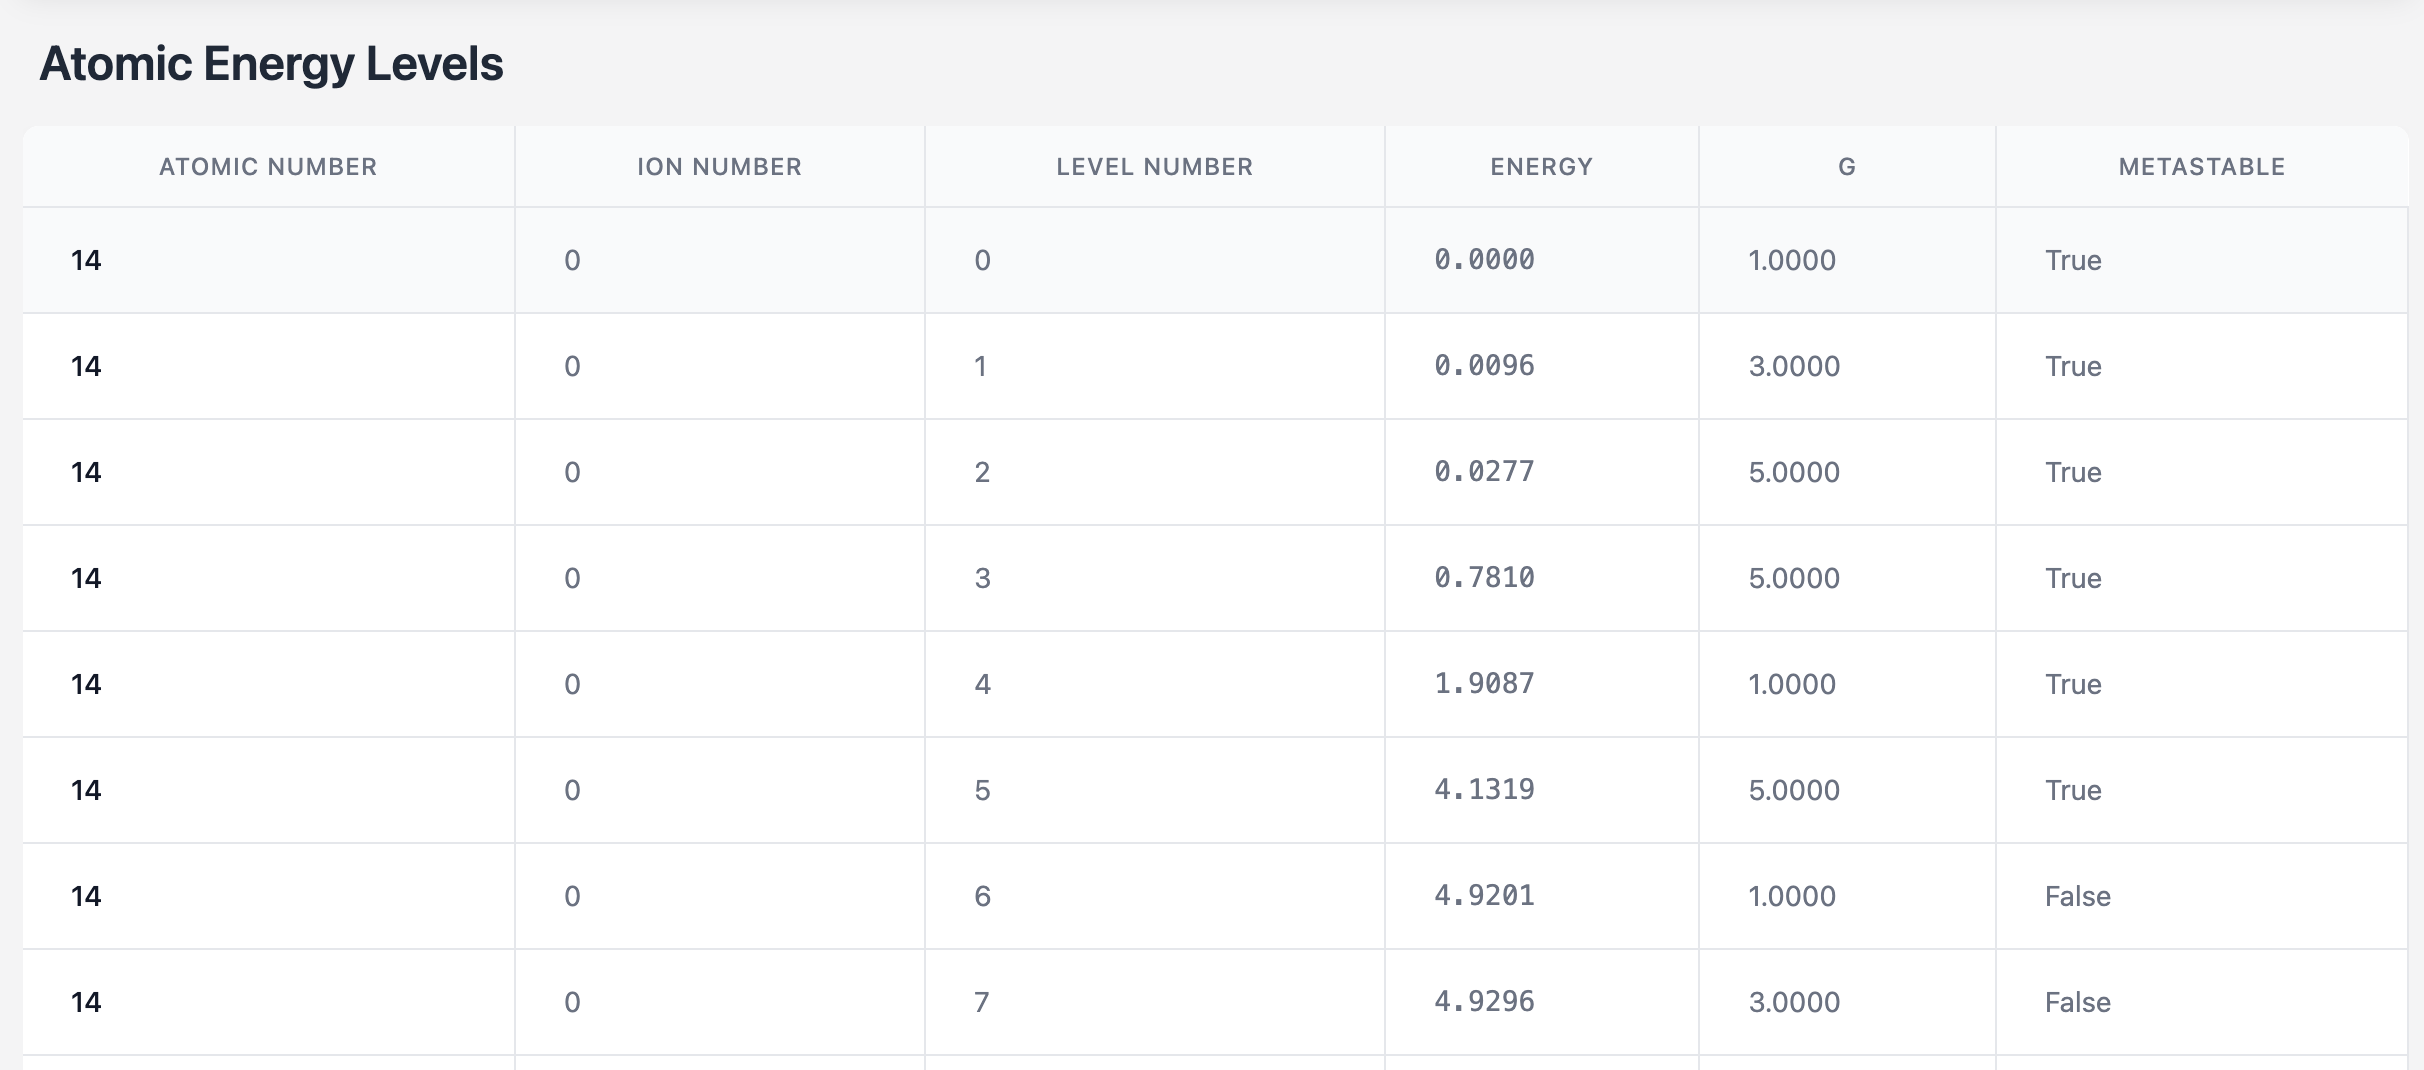 Atomic Energy Levels
ATOMIC NUMBER ION NUMBER LEVEL NUMBER ENERGY G METASTABLE
14 0 0 0.0000 1.0000 True
14 0 1 0.0096 3.0000 True
14 0 2 0.0277 5.0000 True
14 0 3 0.7810 5.0000 True
14 0 4 1.9087 1.0000 True
14 0 5 4.1319 5.0000 True
14 0 6 4.9201 1.0000 False
14 0 7 4.9296 3.0000 False